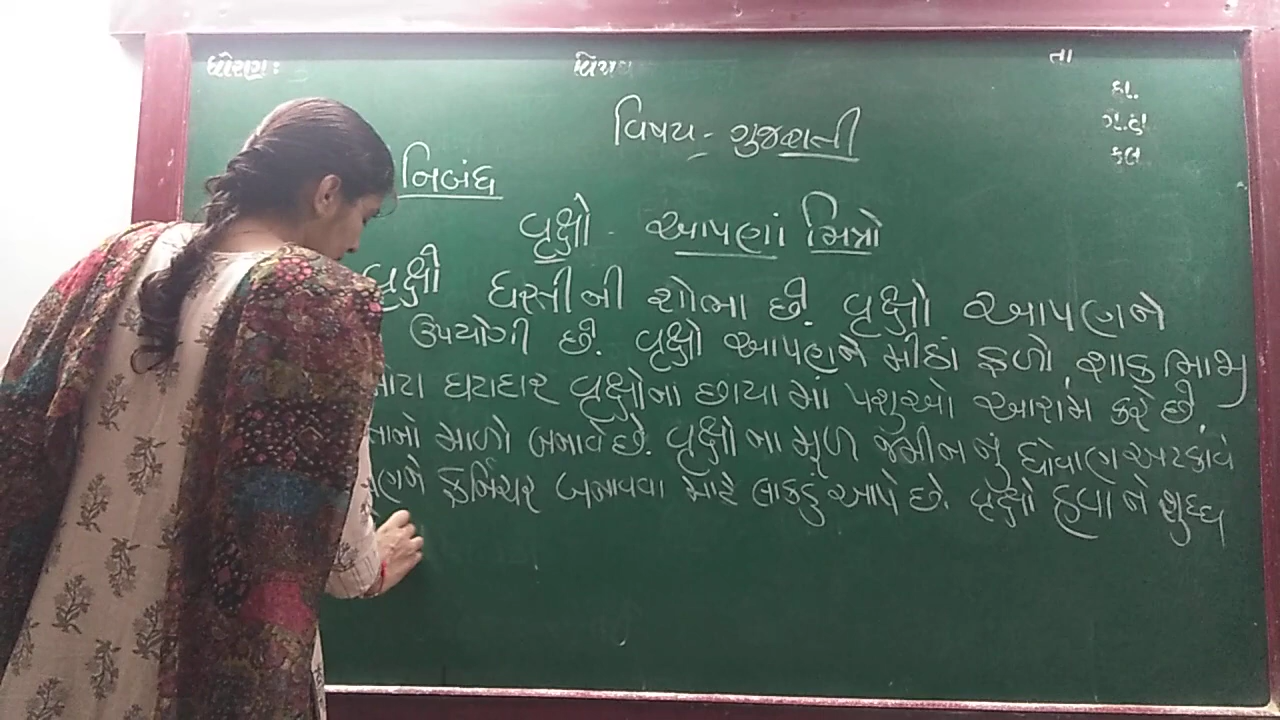 ધોરણ: વિષય તા
હા.
ગે.હા
કુલ
વિષય - ગુજરાતી
નિબંધ
વૃક્ષો - આપણાં મિત્રો
વૃક્ષો ધરતીની શોભા છે. વૃક્ષો આપણને
ઉપયોગી છે. વૃક્ષો આપણને મીઠાં ફળો, શાકભાજી
મોટા ઘટાદાર વૃક્ષોના છાયામાં પશુઓ આરામ કરે છે.
તાનો માળો બનાવે છે. વૃક્ષોના મૂળ જમીનનું ધોવાણ અટકાવે
ણને ફર્નિચર બનાવવા માટે લાકડું આપે છે. વૃક્ષો હવાને શુદ્ધ